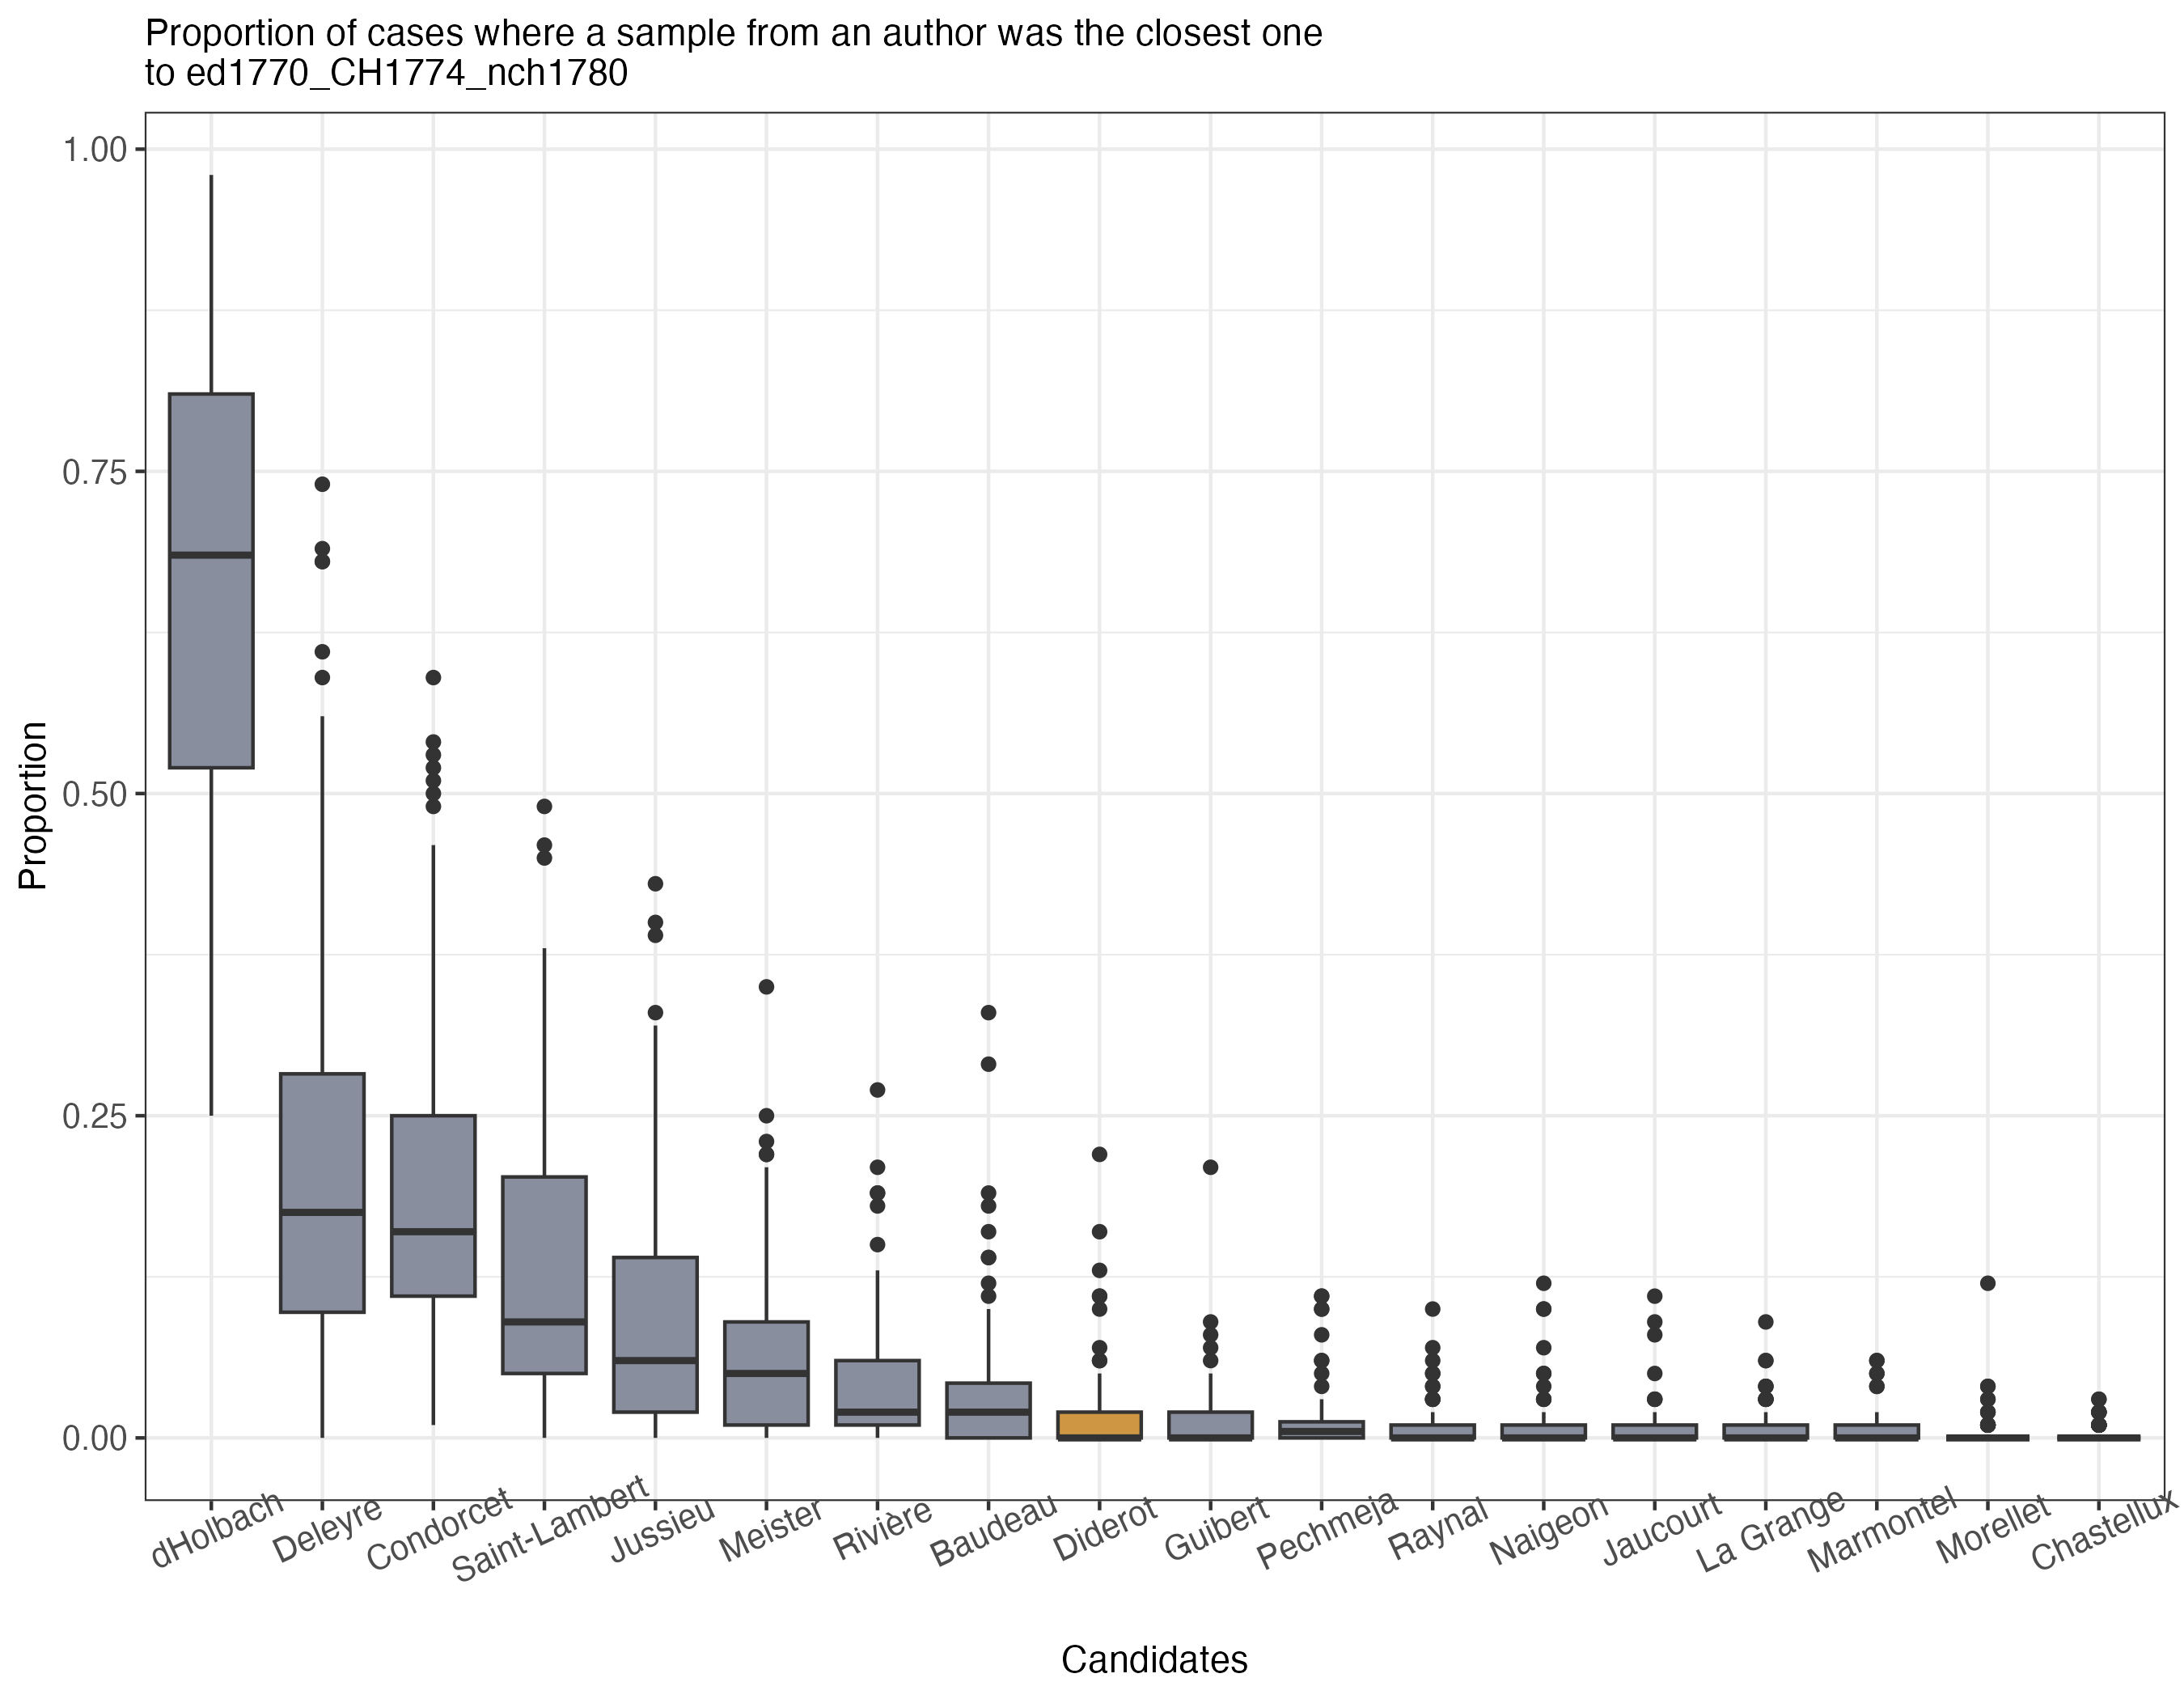 Proportion of cases where a sample from an author was the closest one
to ed1770_CH1774_nch1780
1.00
0.75
0.50
0.25
0.00
Proportion
dHolbach
Deleyre
Condorcet
Saint-Lambert
Jussieu
Meister
Rivière
Baudeau
Diderot
Guibert
Pechmeja
Raynal
Naigeon
Jaucourt
La Grange
Marmontel
Morellet
Chastellux
Candidates